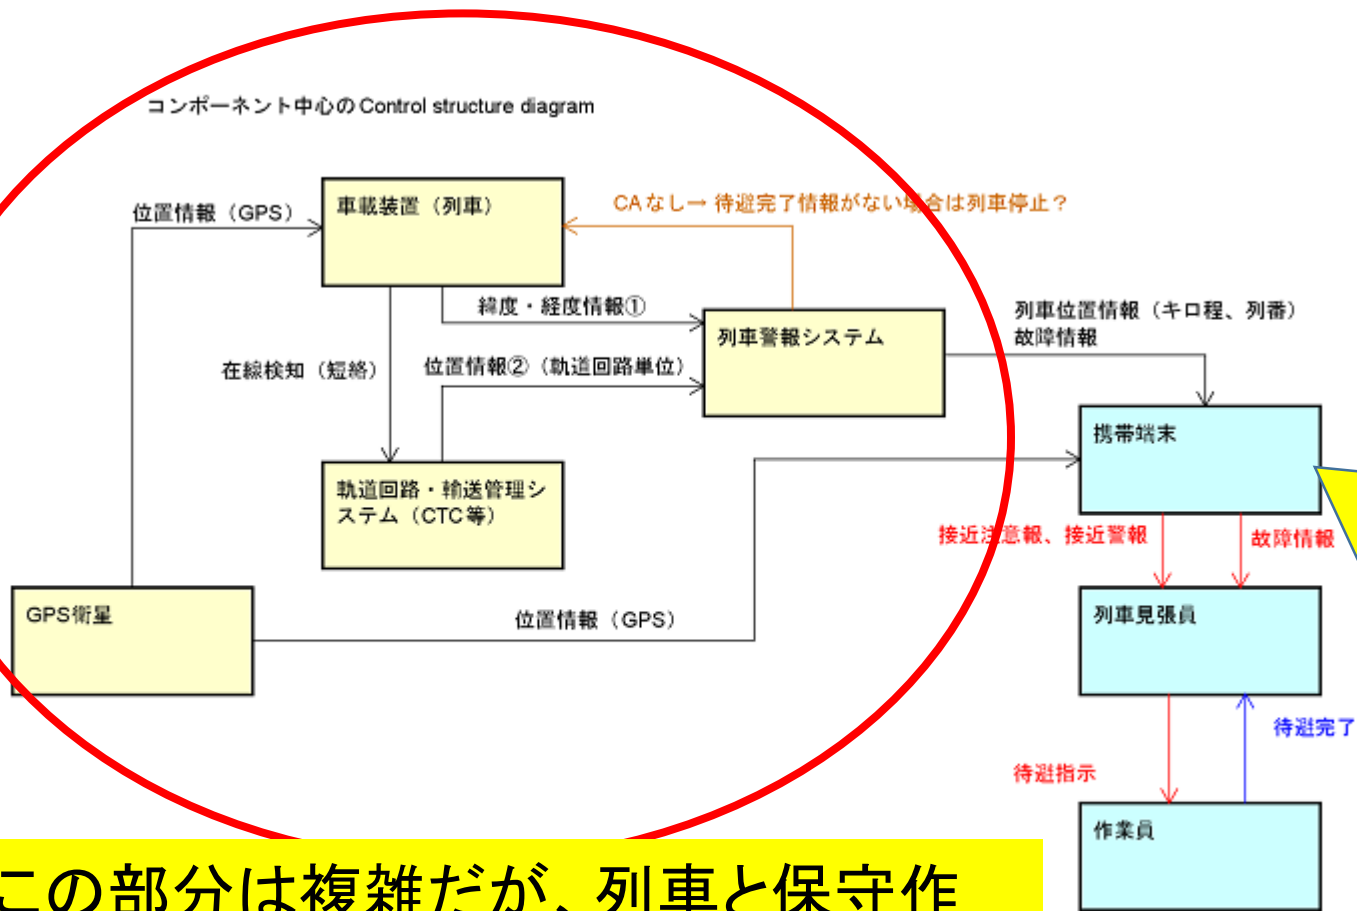 コンポーネント中心のControl structure diagram
位置情報（GPS）
車載装置（列車）
CAなし→ 待避完了情報がない場合は列車停止？
緯度・経度情報①
列車位置情報（キロ程、列番）
故障情報
列車警報システム
在線検知（短絡）
位置情報②（軌道回路単位）
携帯端末
軌道回路・輸送管理シ
ステム（CTC等）
接近注意報、接近警報
故障情報
GPS衛星
位置情報（GPS）
列車見張員
待避完了
待避指示
作業員
この部分は複雑だが、列車と保守作